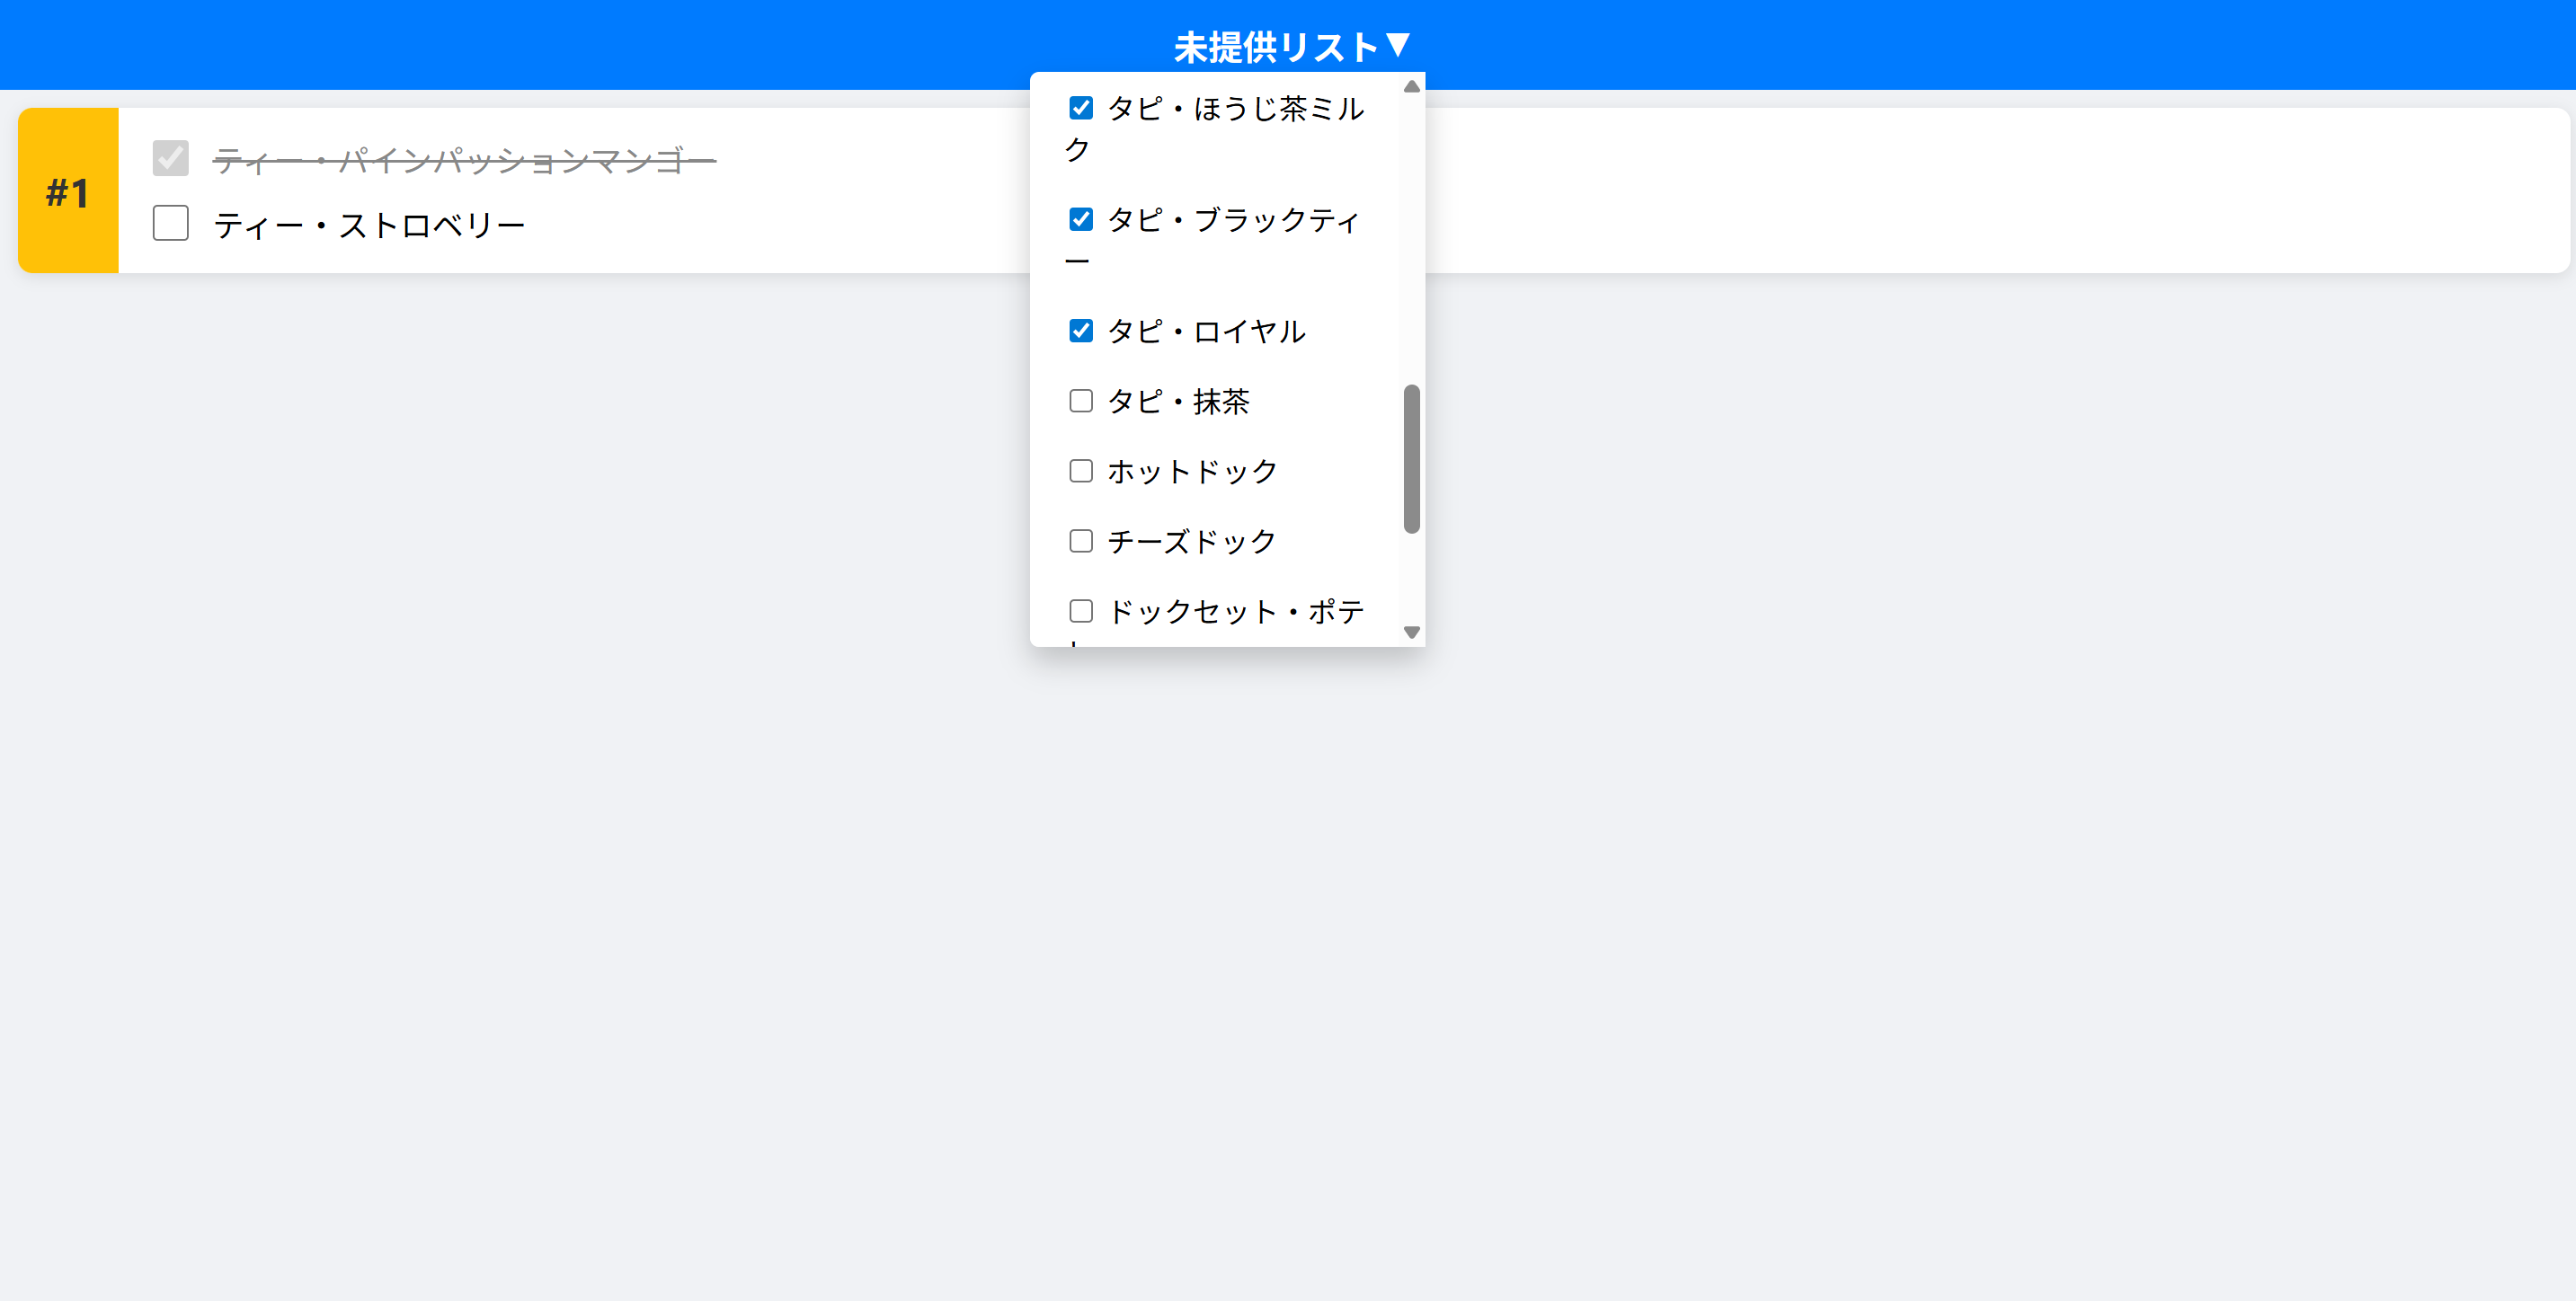 未提供リスト▼
#1
ティー・パインパッションマンゴー
ティー・ストロベリー
タピ・ほうじ茶ミル
ク
タピ・ブラックティ
ー
タピ・ロイヤル
タピ・抹茶
ホットドック
チーズドック
ドックセット・ポテ